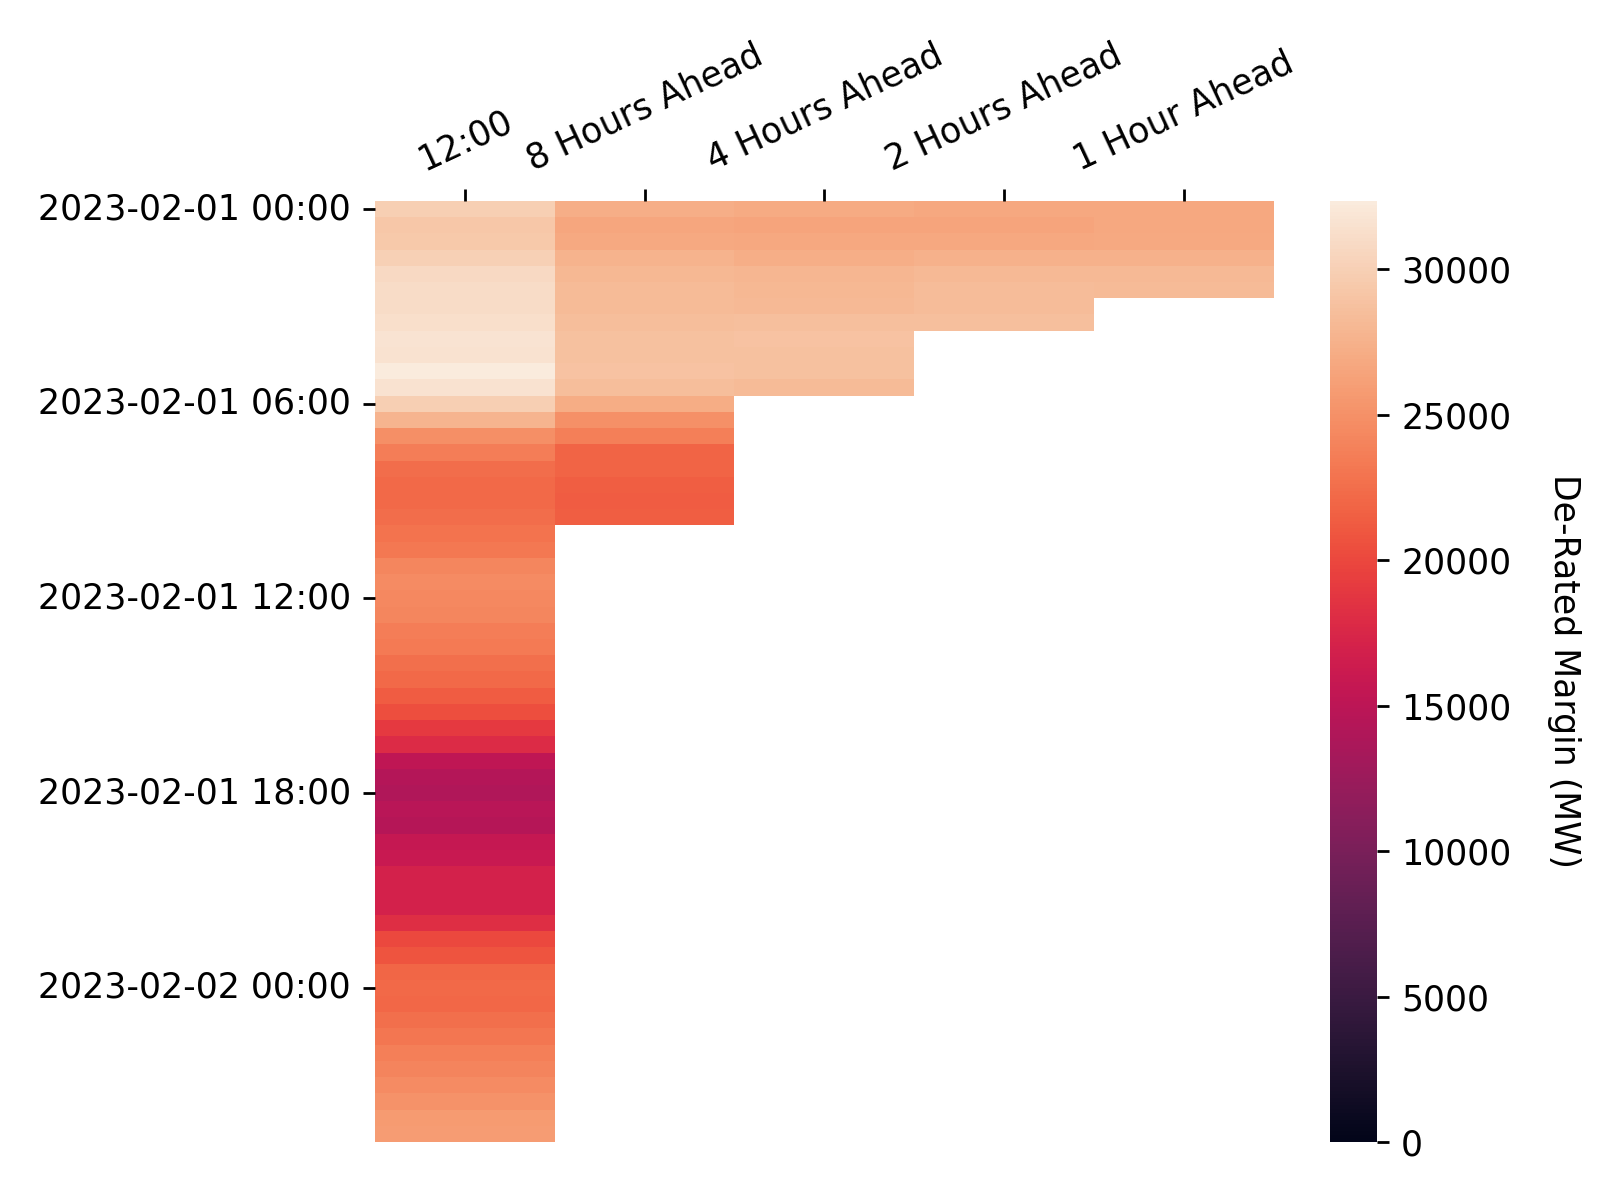 12:00
8 Hours Ahead
4 Hours Ahead
2 Hours Ahead
1 Hour Ahead
2023-02-01 00:00
2023-02-01 06:00
2023-02-01 12:00
2023-02-01 18:00
2023-02-02 00:00
30000
25000
20000
15000
10000
5000
0
De-Rated Margin (MW)